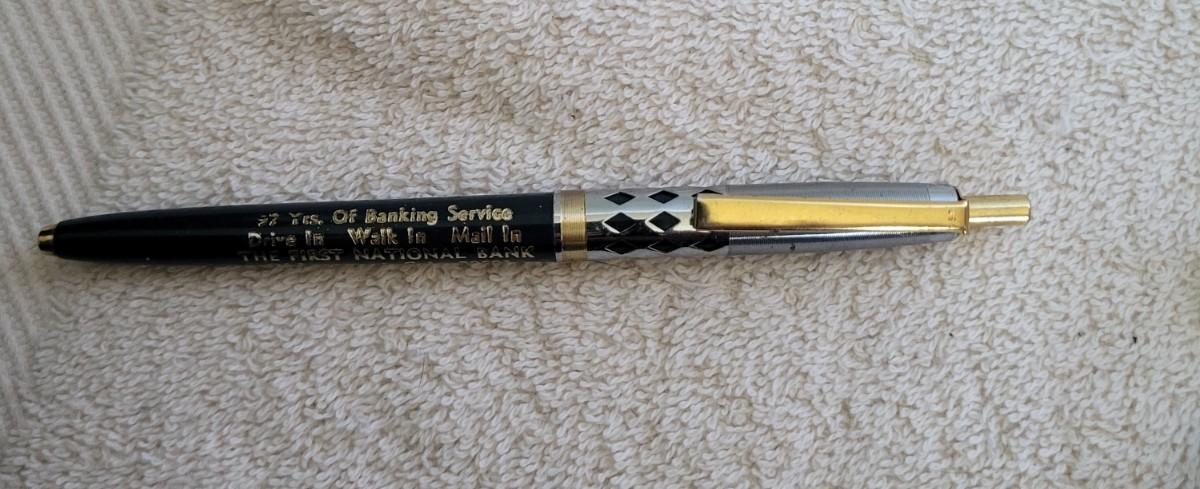 Yrs. Of Banking Service
Drive In Walk In Mail In
THE FIRST NATIONAL BANK